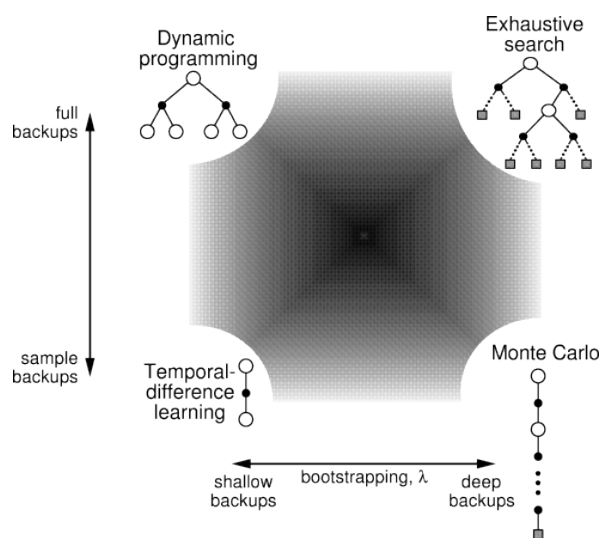 Dynamic
programming
Exhaustive
search
full
backups
sample
backups
Temporal-
difference
learning
Monte Carlo
shallow
backups
bootstrapping, λ
deep
backups